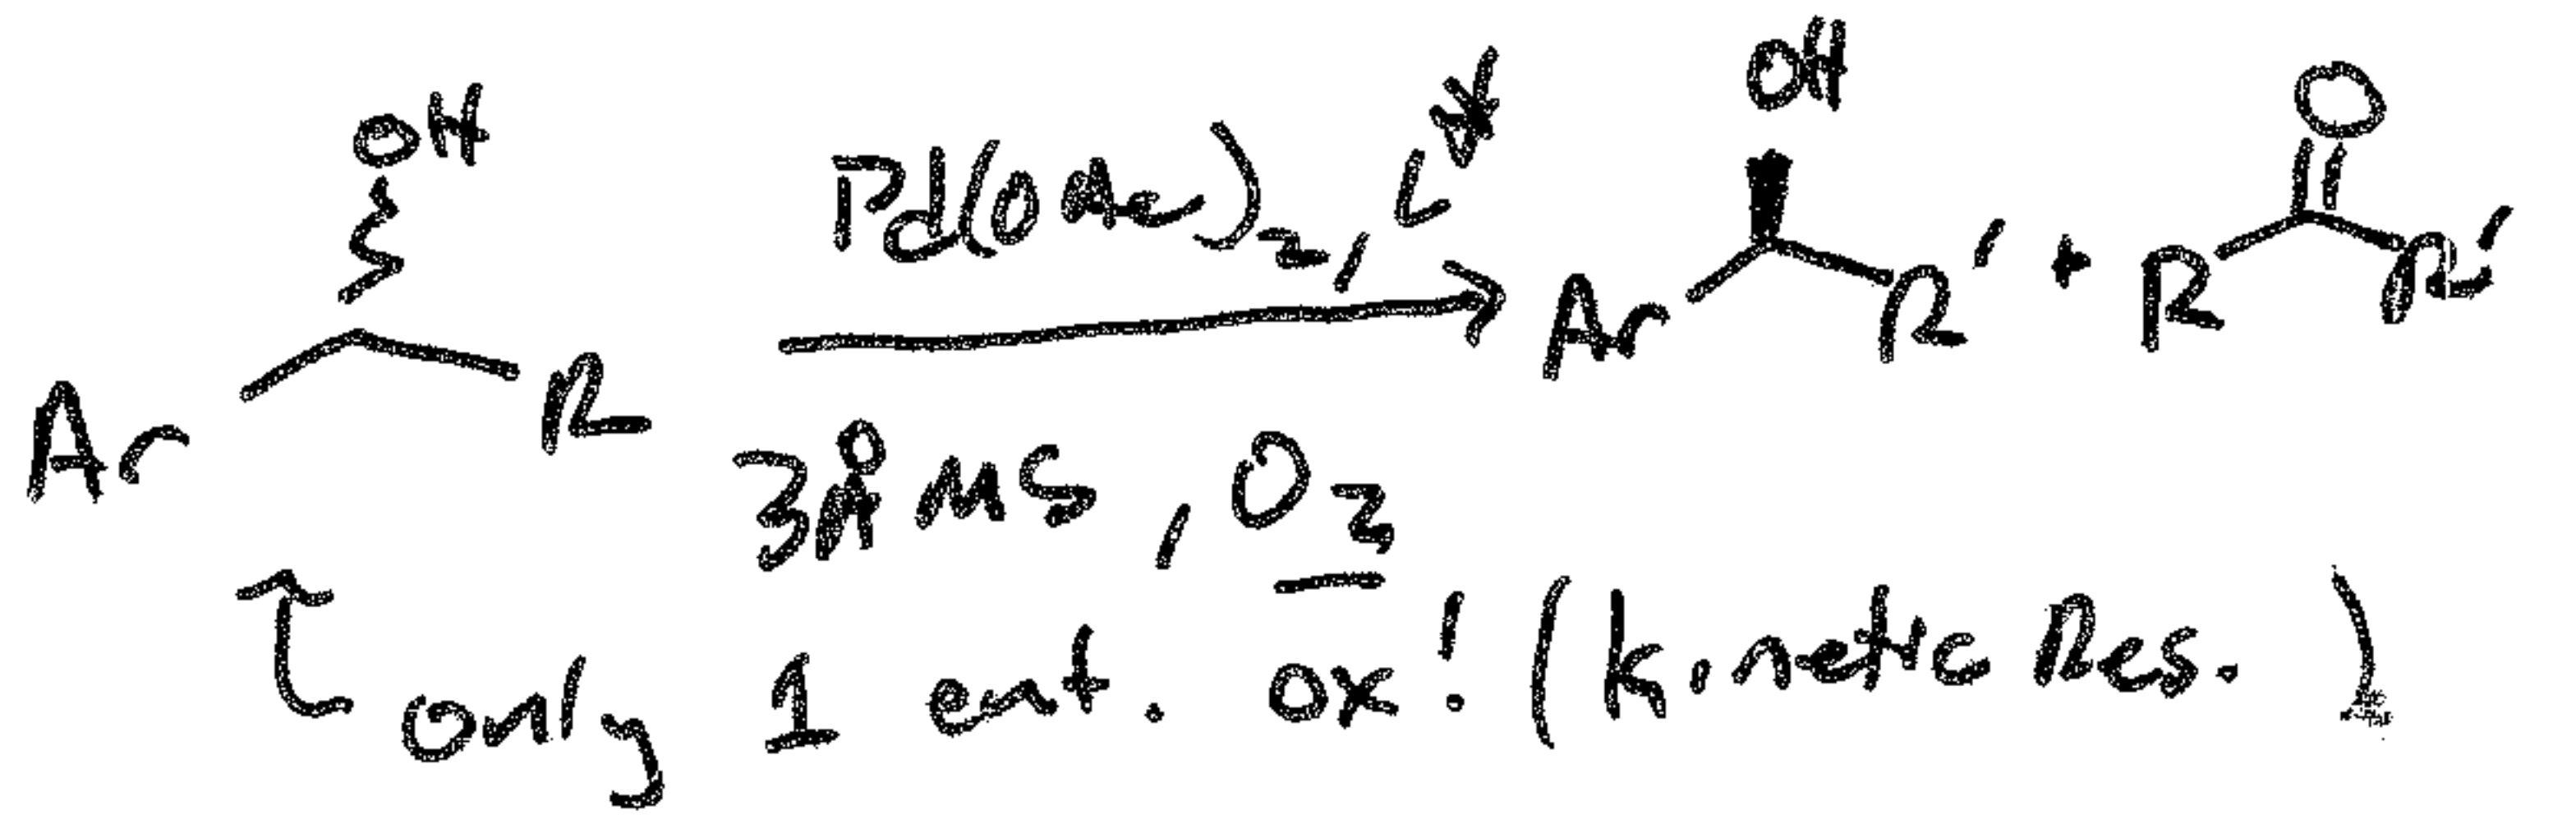 OH
Ar R
Pd(OAc)2, L*
3Å MS, O2
OH
Ar R' +
O
R R'
only 1 ent. ox! (Kinetic Res.)